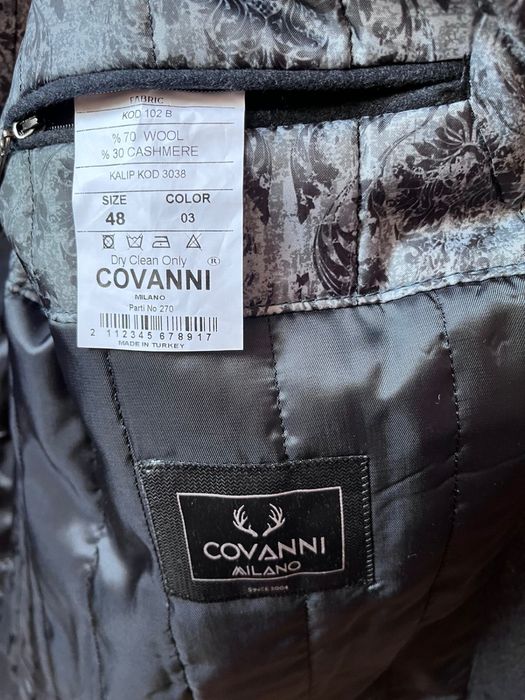 FABRIC
KOD 102 B
% 70 WOOL
% 30 CASHMERE
KALIP KOD 3038
SIZE COLOR
48 03
Dry Clean Only ®
COVANNI
MILANO
Parti No 270
2 112345 678917
MADE IN TURKEY
COVANNI
MILANO
SINCE 2004